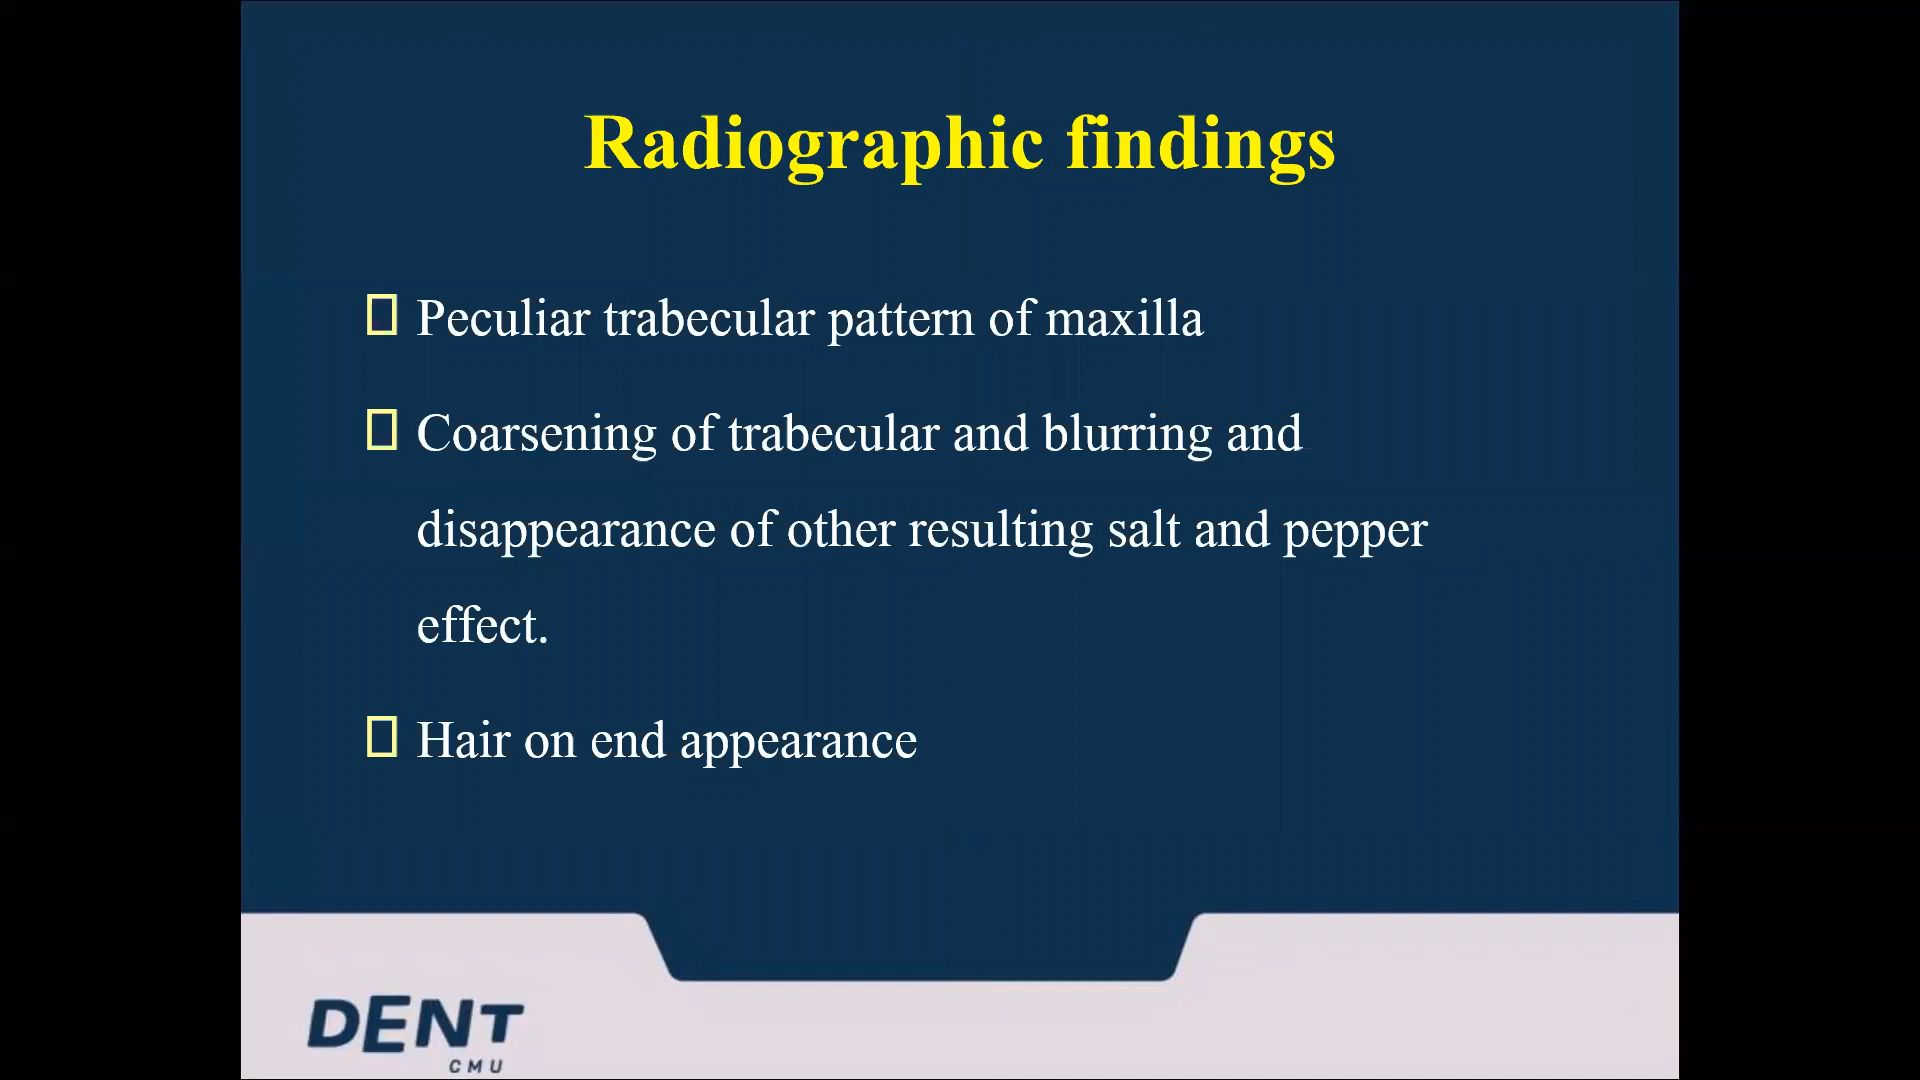 Radiographic findings
Peculiar trabecular pattern of maxilla
Coarsening of trabecular and blurring and
disappearance of other resulting salt and pepper
effect.
Hair on end appearance
DENT
CMU